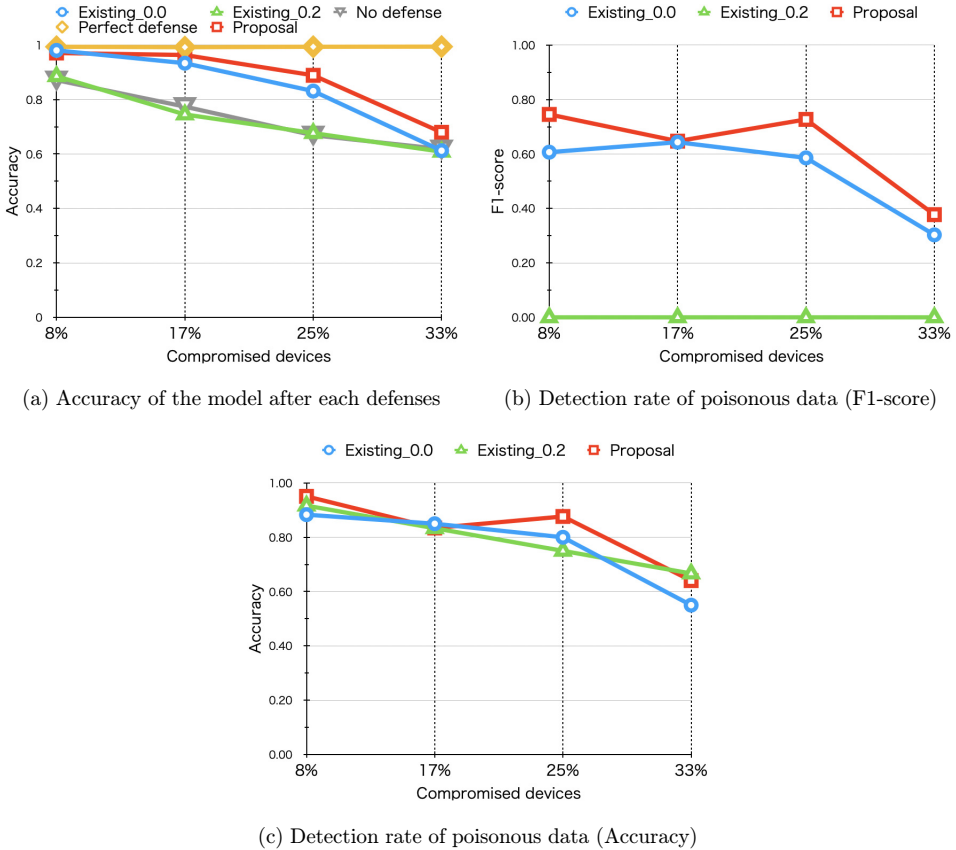 Existing_0.0 Existing_0.2 No defense
Perfect defense Proposal
1
0.8
0.6
0.4
0.2
0
Accuracy
8% 17% 25% 33%
Compromised devices
(a) Accuracy of the model after each defenses
Existing_0.0 Existing_0.2 Proposal
1.00
0.80
0.60
0.40
0.20
0.00
F1-score
8% 17% 25% 33%
Compromised devices
(b) Detection rate of poisonous data (F1-score)
Existing_0.0 Existing_0.2 Proposal
1.00
0.80
0.60
0.40
0.20
0.00
Accuracy
8% 17% 25% 33%
Compromised devices
(c) Detection rate of poisonous data (Accuracy)